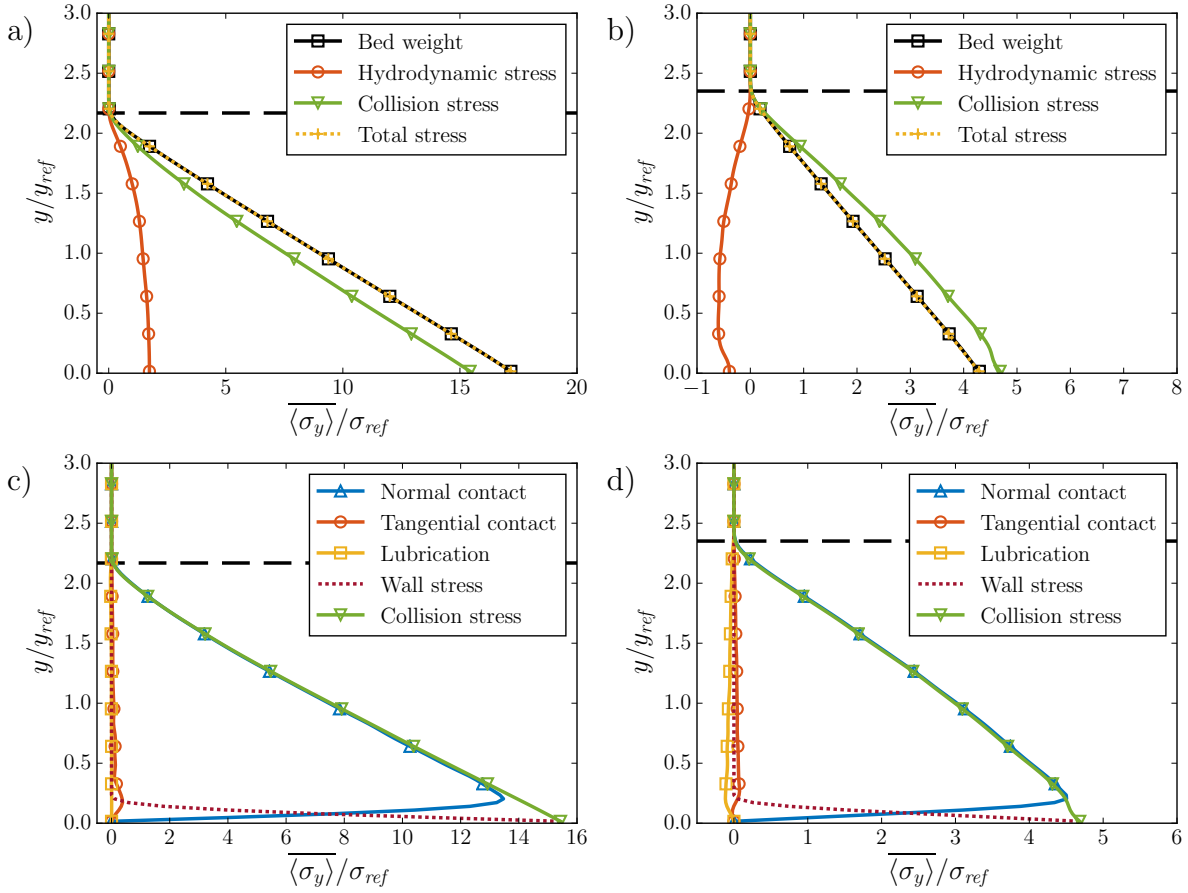 a)
3.0
2.5
2.0
1.5
1.0
0.5
0.0
y/y_ref
Bed weight
Hydrodynamic stress
Collision stress
Total stress
0 5 10 15 20
⟨σ_y⟩/σ_ref
b)
3.0
2.5
2.0
1.5
1.0
0.5
0.0
y/y_ref
Bed weight
Hydrodynamic stress
Collision stress
Total stress
−1 0 1 2 3 4 5 6 7 8
⟨σ_y⟩/σ_ref
c)
3.0
2.5
2.0
1.5
1.0
0.5
0.0
y/y_ref
Normal contact
Tangential contact
Lubrication
Wall stress
Collision stress
0 2 4 6 8 10 12 14 16
⟨σ_y⟩/σ_ref
d)
3.0
2.5
2.0
1.5
1.0
0.5
0.0
y/y_ref
Normal contact
Tangential contact
Lubrication
Wall stress
Collision stress
0 1 2 3 4 5 6
⟨σ_y⟩/σ_ref